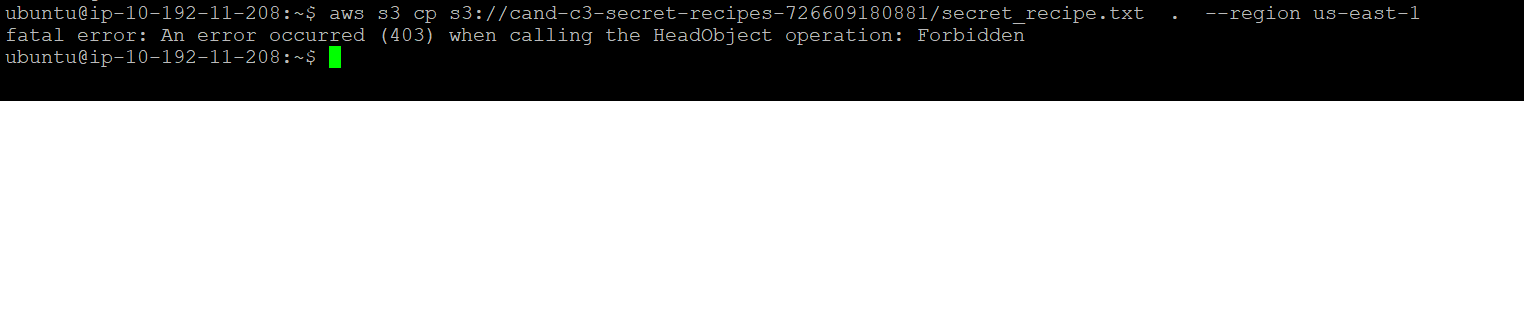 ubuntu@ip-10-192-11-208:~$ aws s3 cp s3://cand-c3-secret-recipes-726609180881/secret_recipe.txt  .  --region us-east-1
fatal error: An error occurred (403) when calling the HeadObject operation: Forbidden
ubuntu@ip-10-192-11-208:~$